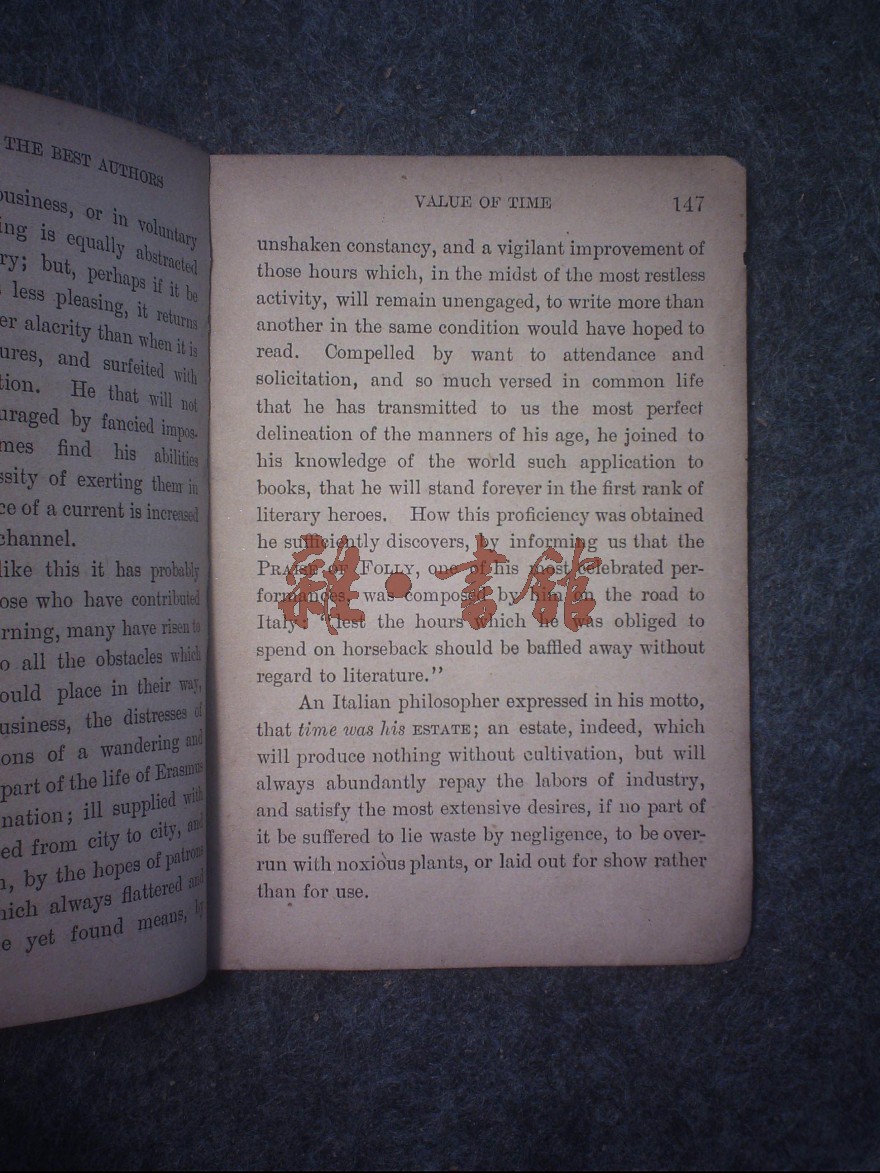 THE BEST AUTHORS
business, or in voluntary
ing is equally abstracted
ry; but, perhaps if it be
less pleasing, it returns
er alacrity than when it is
ures, and surfeited with
tion. He that will not
uraged by fancied impos-
mes find his abilities
ssity of exerting them in
ce of a current is increased
channel.
like this it has probably
ose who have contributed
rning, many have risen to
o all the obstacles which
ould place in their way,
usiness, the distresses of
ons of a wandering and
part of the life of Erasmus
nation; ill supplied with
ed from city to city, and
n, by the hopes of patrons
hich always flattered and
e yet found means, by
VALUE OF TIME 147
unshaken constancy, and a vigilant improvement of
those hours which, in the midst of the most restless
activity, will remain unengaged, to write more than
another in the same condition would have hoped to
read. Compelled by want to attendance and
solicitation, and so much versed in common life
that he has transmitted to us the most perfect
delineation of the manners of his age, he joined to
his knowledge of the world such application to
books, that he will stand forever in the first rank of
literary heroes. How this proficiency was obtained
he sufficiently discovers, by informing us that the
PRAISE OF FOLLY, one of his most celebrated per-
formances, was composed by him on the road to
Italy: "lest the hours which he was obliged to
spend on horseback should be baffled away without
regard to literature."
An Italian philosopher expressed in his motto,
that time was his ESTATE; an estate, indeed, which
will produce nothing without cultivation, but will
always abundantly repay the labors of industry,
and satisfy the most extensive desires, if no part of
it be suffered to lie waste by negligence, to be over-
run with noxious plants, or laid out for show rather
than for use.
雜·書館